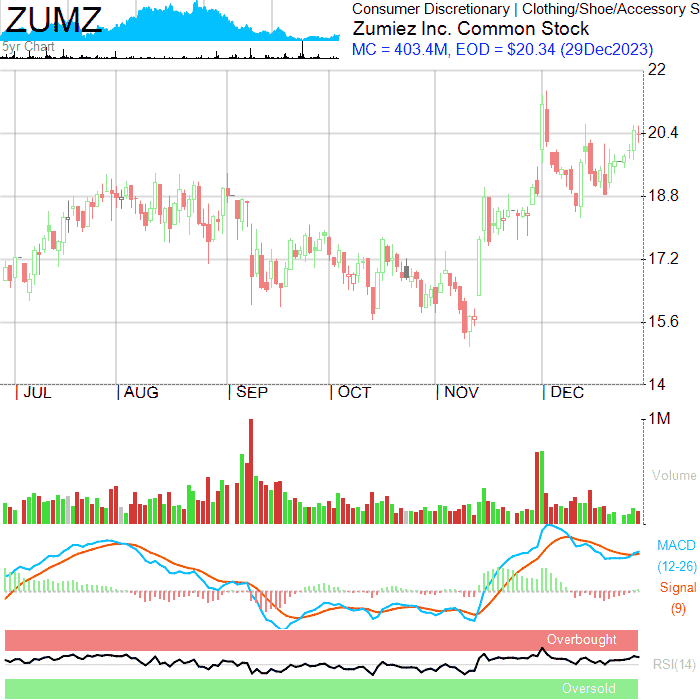 ZUMZ
5yr Chart
Consumer Discretionary | Clothing/Shoe/Accessory S
Zumiez Inc. Common Stock
MC = 403.4M, EOD = $20.34 (29Dec2023)
22
20.4
18.8
17.2
15.6
14
JUL AUG SEP OCT NOV DEC
1M
Volume
MACD
(12-26)
Signal
(9)
Overbought
RSI(14)
Oversold